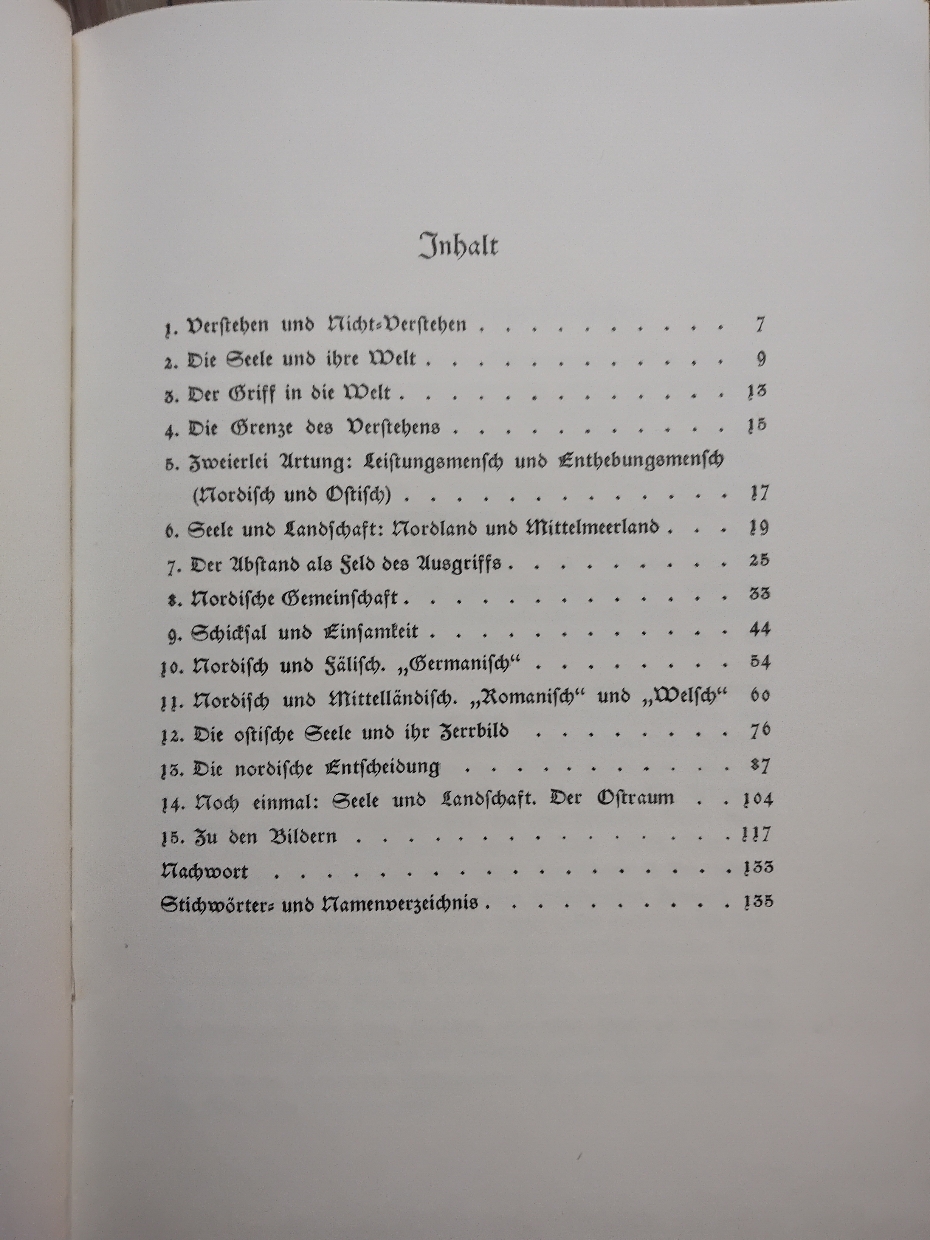 Inhalt
1. Verſtehen und Nicht⸗Verſtehen . . . . . . . . . . 7
2. Die Seele und ihre Welt . . . . . . . . . . . . 9
3. Der Griff in die Welt . . . . . . . . . . . . . 13
4. Die Grenze des Verſtehens . . . . . . . . . . . 15
5. Zweierlei Artung: Leiſtungsmenſch und Enthebungsmenſch
(Nordiſch und Oſtiſch) . . . . . . . . . . . . . 17
6. Seele und Landſchaft: Nordland und Mittelmeerland . . . 19
7. Der Abſtand als Feld des Ausgriffs . . . . . . . . . 25
8. Nordiſche Gemeinſchaft . . . . . . . . . . . . . 33
9. Schickſal und Einſamkeit . . . . . . . . . . . . 44
10. Nordiſch und Fäliſch. „Germaniſch“ . . . . . . . . 54
11. Nordiſch und Mittelländiſch. „Romaniſch“ und „Welſch“ 60
12. Die oſtiſche Seele und ihr Zerrbild . . . . . . . . 76
13. Die nordiſche Entſcheidung . . . . . . . . . . . 87
14. Noch einmal: Seele und Landſchaft. Der Oſtraum . . 104
15. Zu den Bildern . . . . . . . . . . . . . . . 117
Nachwort . . . . . . . . . . . . . . . . . . 133
Stichwörter⸗ und Namenverzeichnis . . . . . . . . . . 135